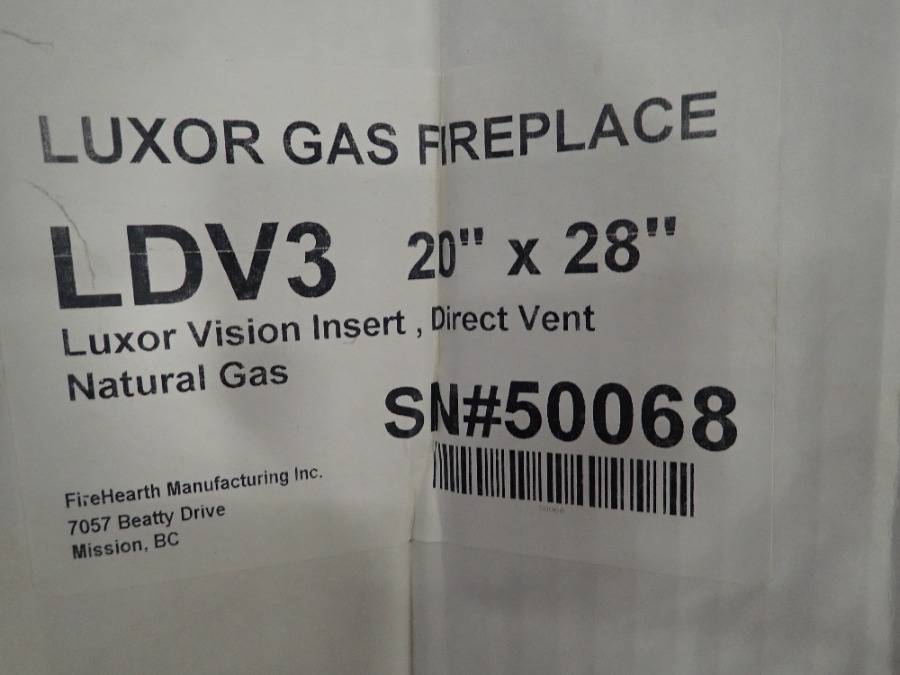 LUXOR GAS FIREPLACE
LDV3 20" x 28"
Luxor Vision Insert , Direct Vent
Natural Gas
SN#50068
50068
FireHearth Manufacturing Inc.
7057 Beatty Drive
Mission, BC